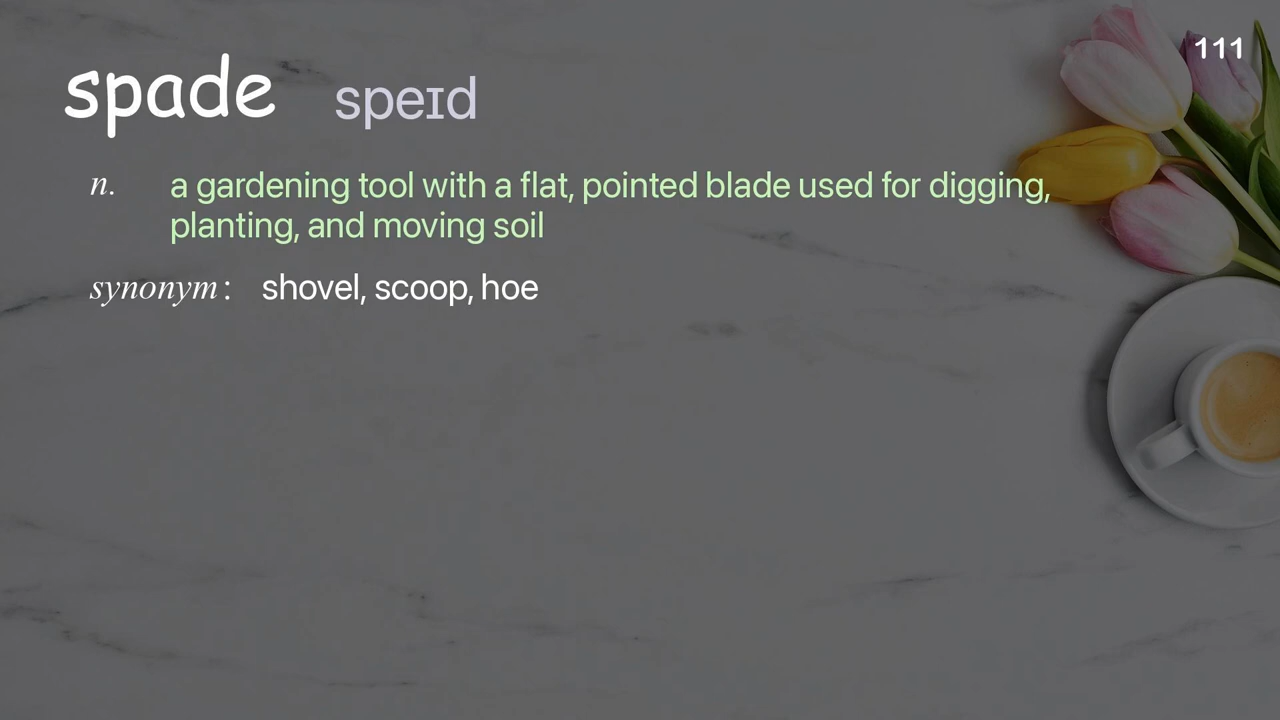 111
spade speɪd
n. a gardening tool with a flat, pointed blade used for digging,
planting, and moving soil
synonym: shovel, scoop, hoe